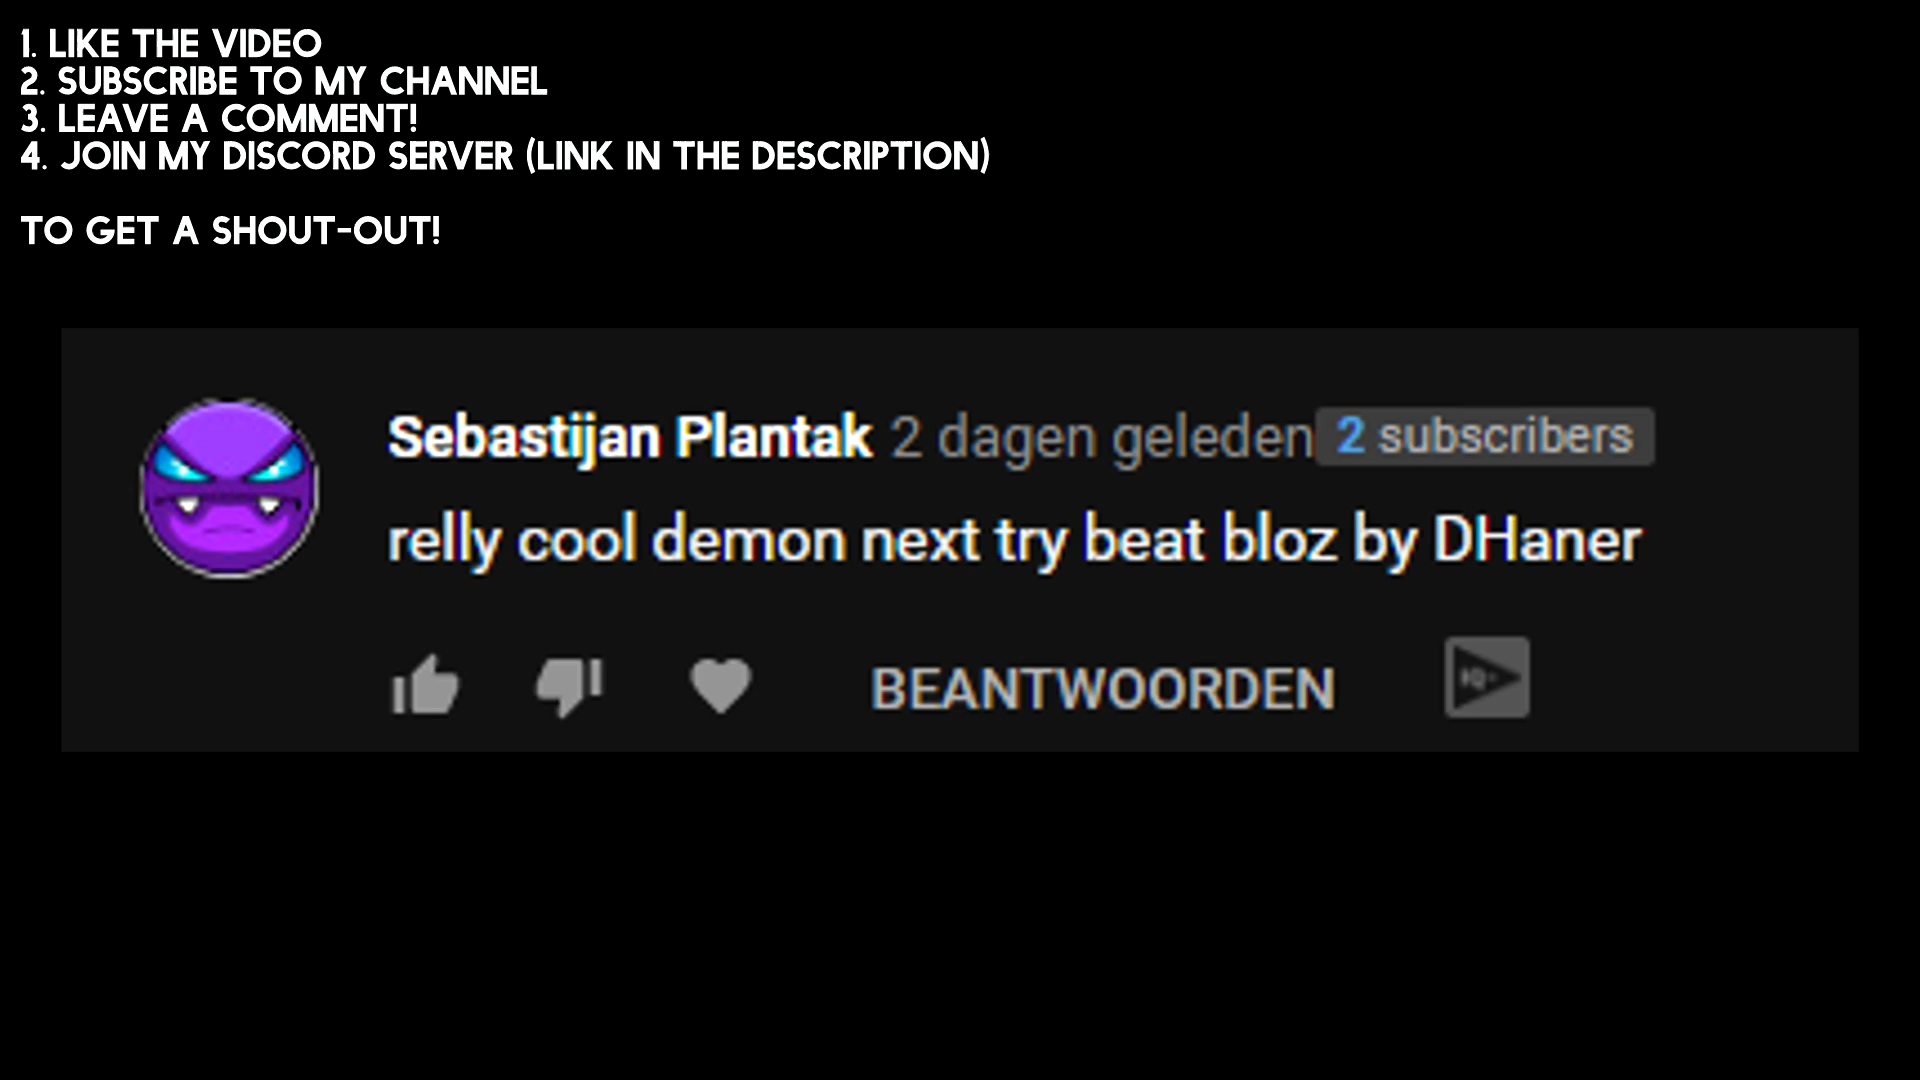 1. LIKE THE VIDEO
2. SUBSCRIBE TO MY CHANNEL
3. LEAVE A COMMENT!
4. JOIN MY DISCORD SERVER (LINK IN THE DESCRIPTION)
TO GET A SHOUT-OUT!
Sebastijan Plantak 2 dagen geleden 2 subscribers
relly cool demon next try beat bloz by DHaner
BEANTWOORDEN